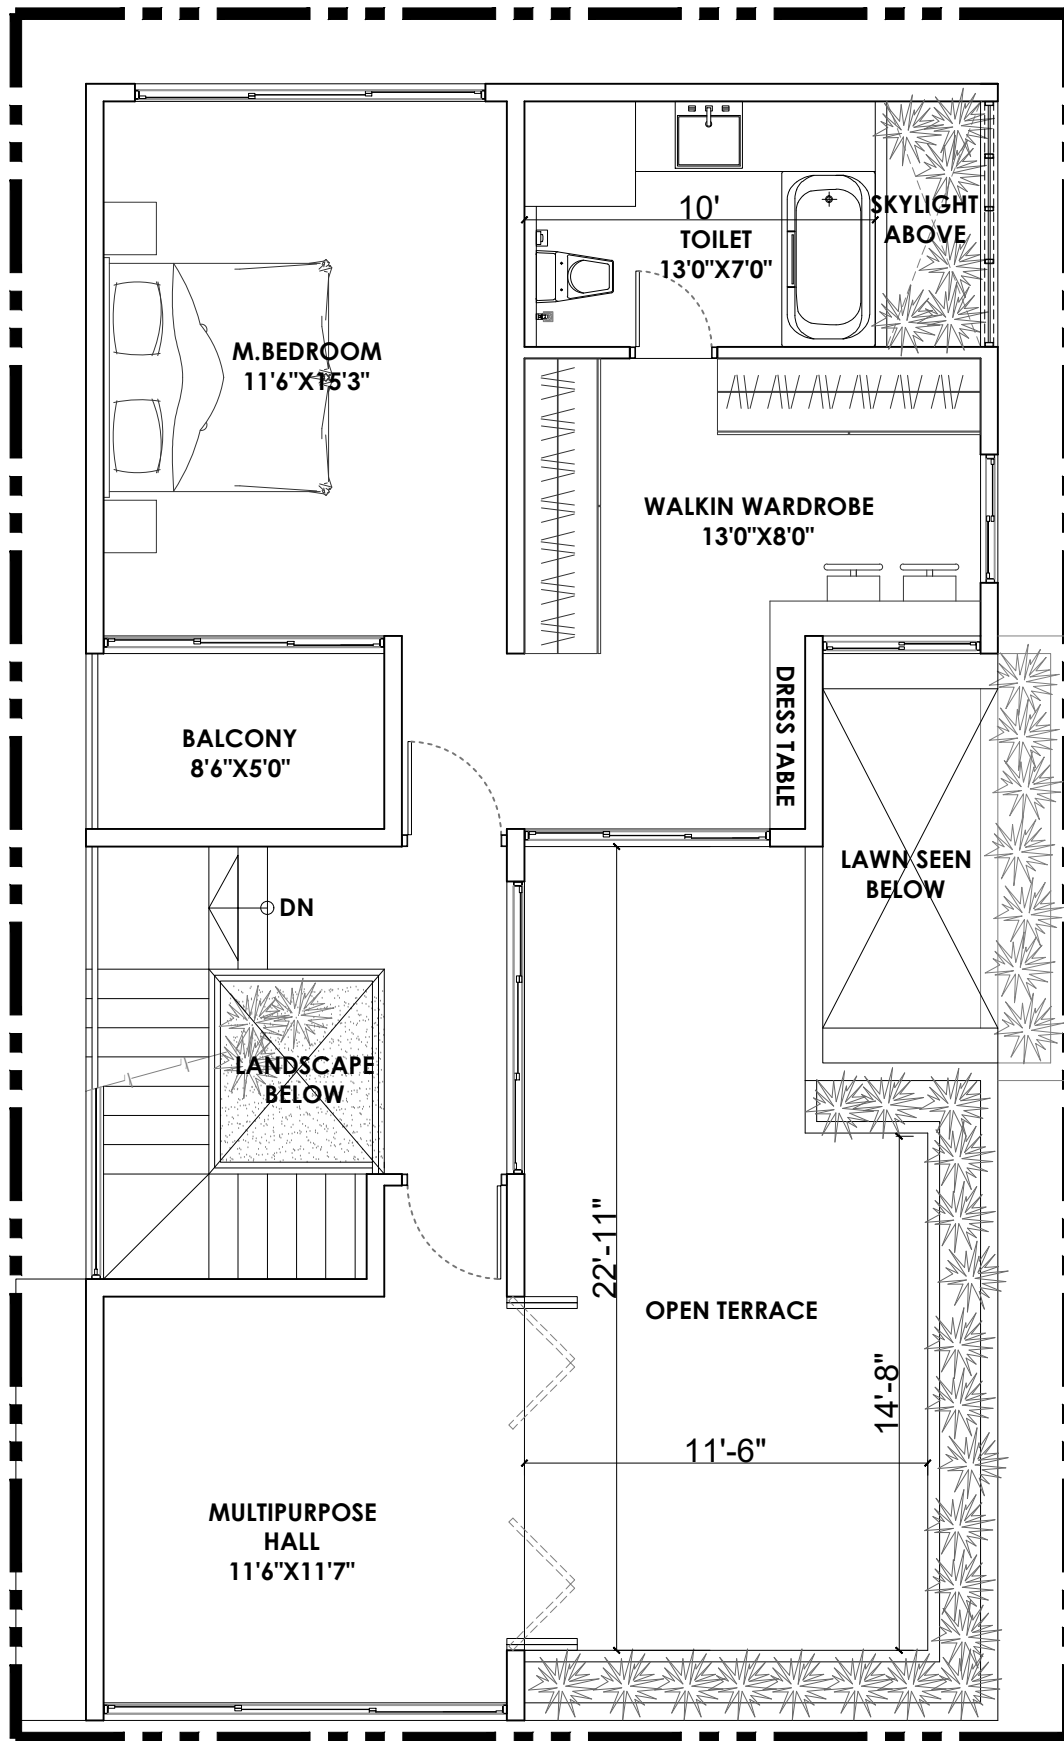 10'
TOILET
13'0"X7'0"
SKYLIGHT
ABOVE
M.BEDROOM
11'6"X15'3"
WALKIN WARDROBE
13'0"X8'0"
DRESS TABLE
BALCONY
8'6"X5'0"
LAWN SEEN
BELOW
DN
LANDSCAPE
BELOW
22'-11"
OPEN TERRACE
14'-8"
11'-6"
MULTIPURPOSE
HALL
11'6"X11'7"